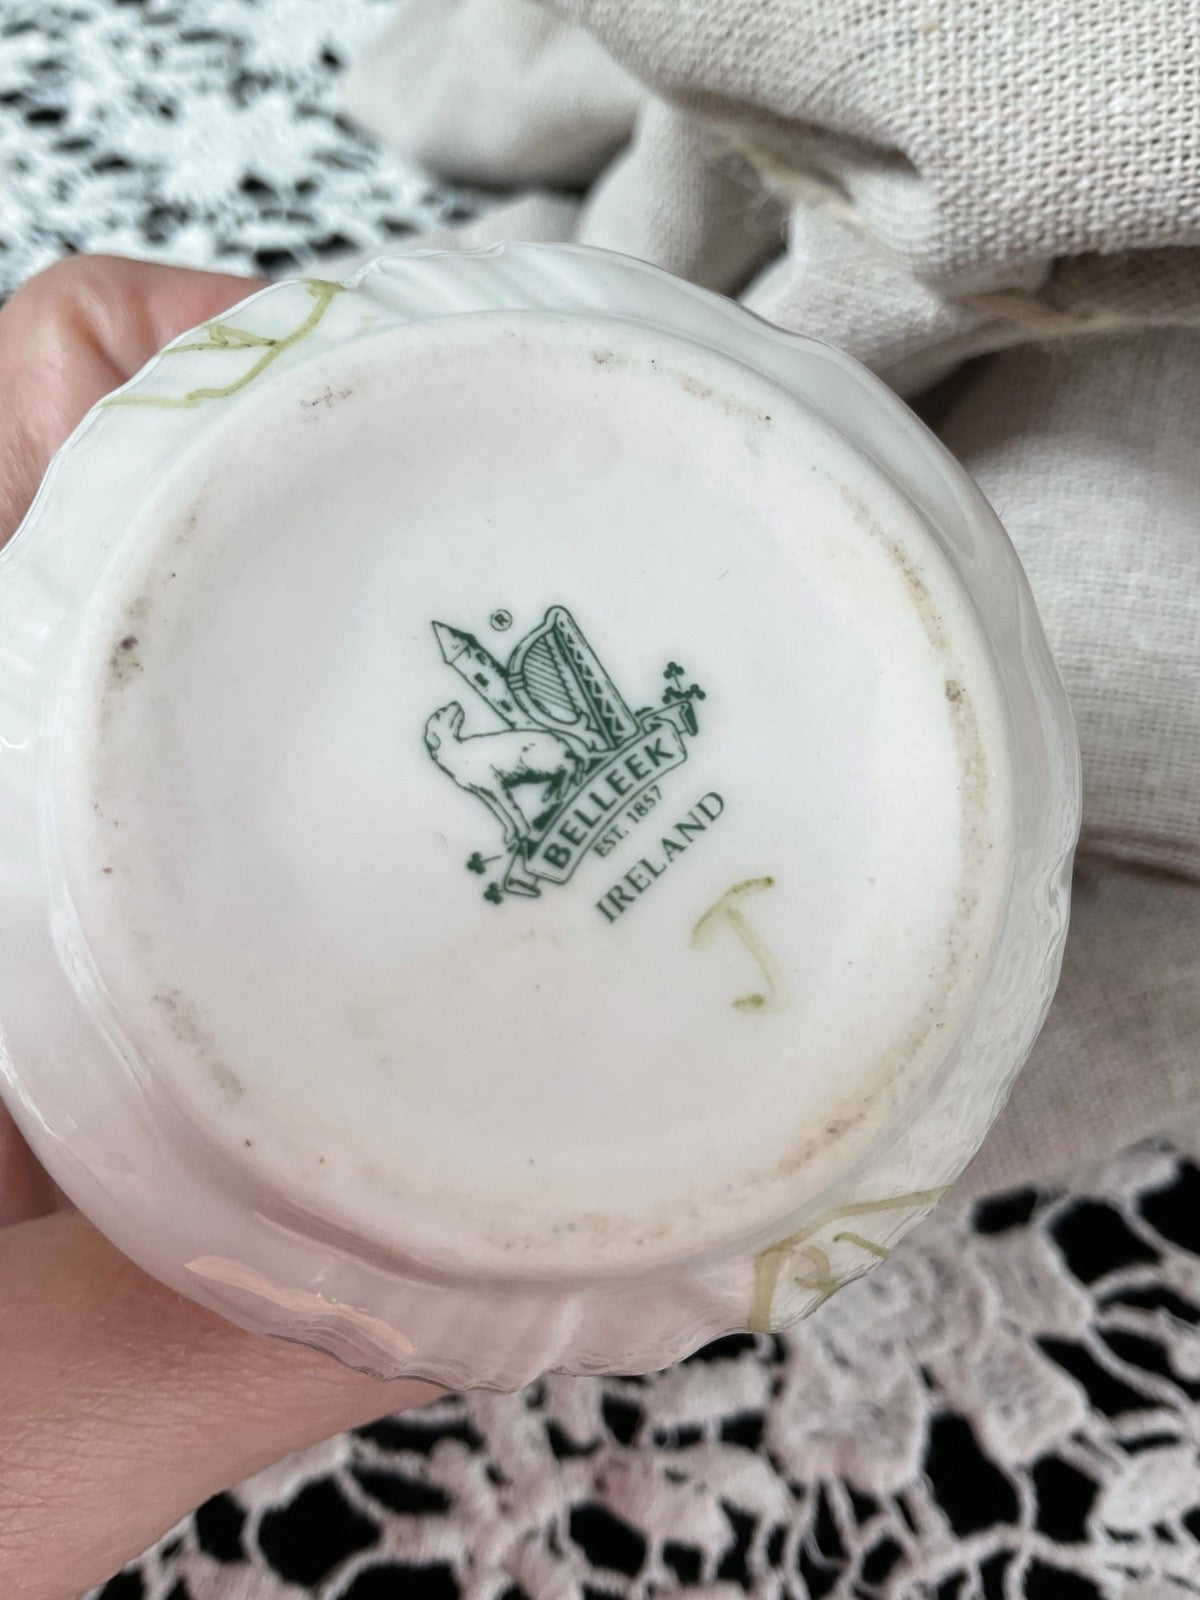 ®
BELLEEK
EST. 1857
IRELAND
J